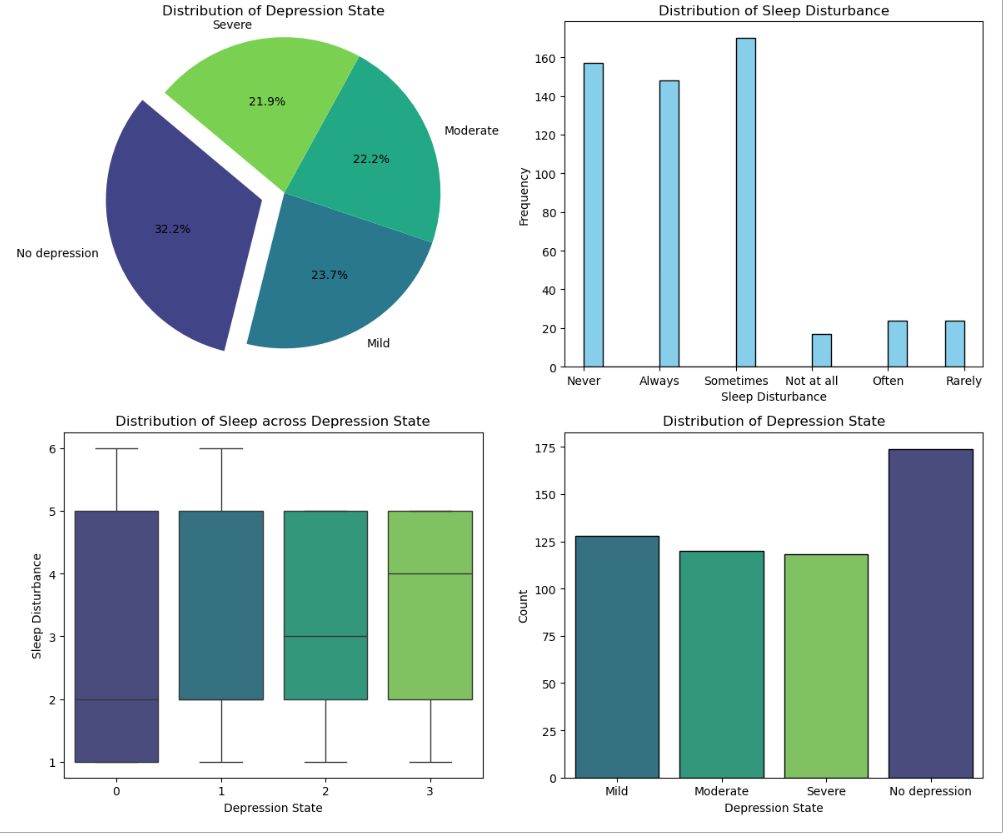 Distribution of Depression State
Severe
21.9%
Moderate
22.2%
32.2%
No depression
23.7%
Mild
Distribution of Sleep Disturbance
160
140
120
100
80
60
40
20
0
Frequency
Never Always Sometimes Not at all Often Rarely
Sleep Disturbance
Distribution of Sleep across Depression State
6
5
4
3
2
1
Sleep Disturbance
0 1 2 3
Depression State
Distribution of Depression State
175
150
125
100
75
50
25
0
Count
Mild Moderate Severe No depression
Depression State